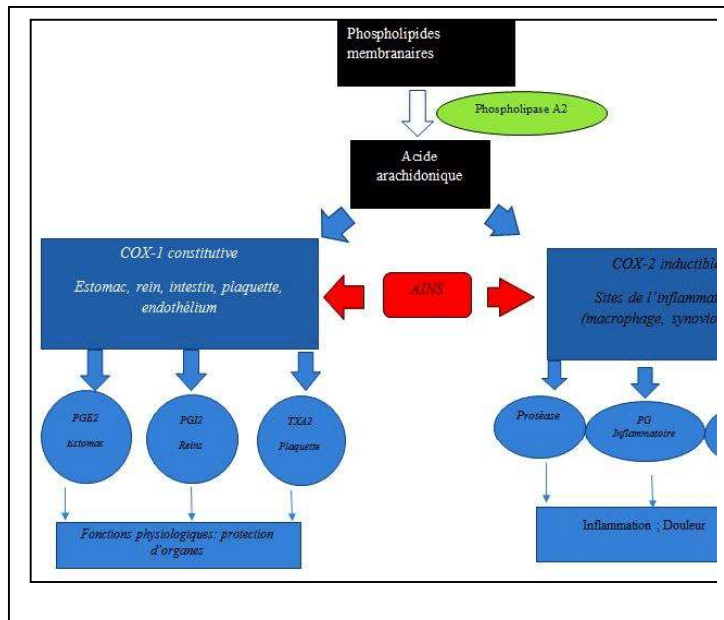 Phospholipides
membranaires
Phospholipase A2
Acide
arachidonique
COX-1 constitutive
Estomac, rein, intestin, plaquette,
endothélium
AINS
COX-2 inductible
Sites de l'inflammat
(macrophage, synovio
PGE2
Estomac
PGI2
Reins
TXA2
Plaquette
Protéase
PG
Inflammatoire
Fonctions physiologiques: protection
d'organes
Inflammation ; Douleur